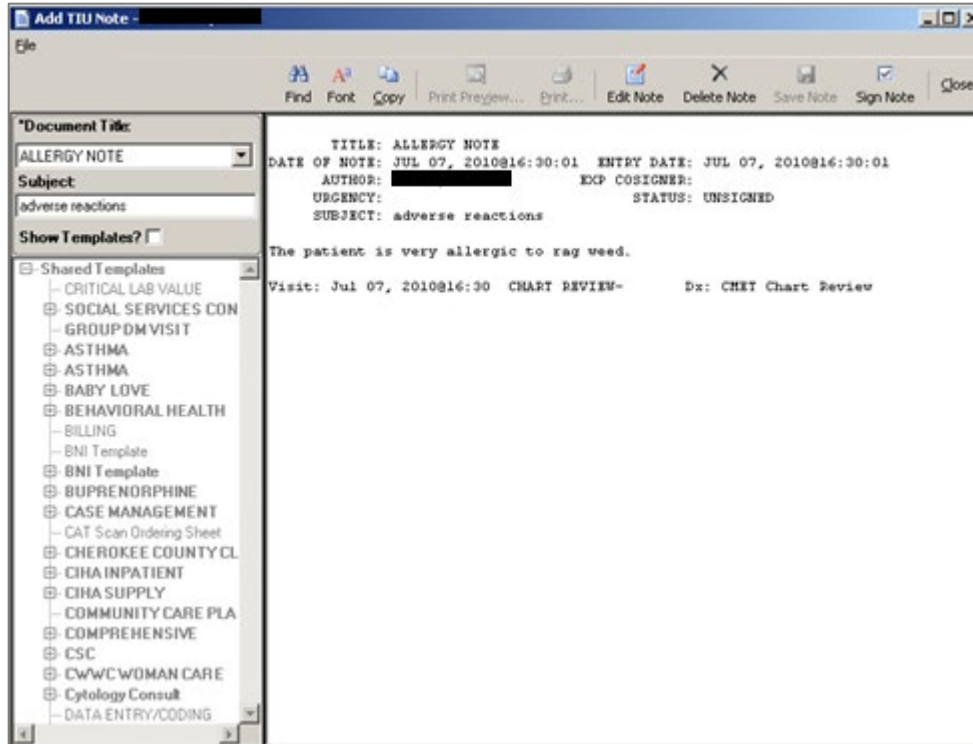 Add TIU Note -
File
Find Font Copy Print Preview... Print... Edit Note Delete Note Save Note Sign Note Close
*Document Title:
ALLERGY NOTE
Subject:
adverse reactions
Show Templates?
Shared Templates
CRITICAL LAB VALUE
SOCIAL SERVICES CON
GROUP DM VISIT
ASTHMA
ASTHMA
BABY LOVE
BEHAVIORAL HEALTH
BILLING
BNI Template
BNI Template
BUPRENORPHINE
CASE MANAGEMENT
CAT Scan Ordering Sheet
CHEROKEE COUNTY CL
CIHA INPATIENT
CIHA SUPPLY
COMMUNITY CARE PLA
COMPREHENSIVE
CSC
CWWC WOMAN CARE
Cytology Consult
DATA ENTRY/CODING
TITLE: ALLERGY NOTE
DATE OF NOTE: JUL 07, 2010@16:30:01 ENTRY DATE: JUL 07, 2010@16:30:01
AUTHOR: EXP COSIGNER:
URGENCY: STATUS: UNSIGNED
SUBJECT: adverse reactions
The patient is very allergic to rag weed.
Visit: Jul 07, 2010@16:30 CHART REVIEW- Dx: CMET Chart Review